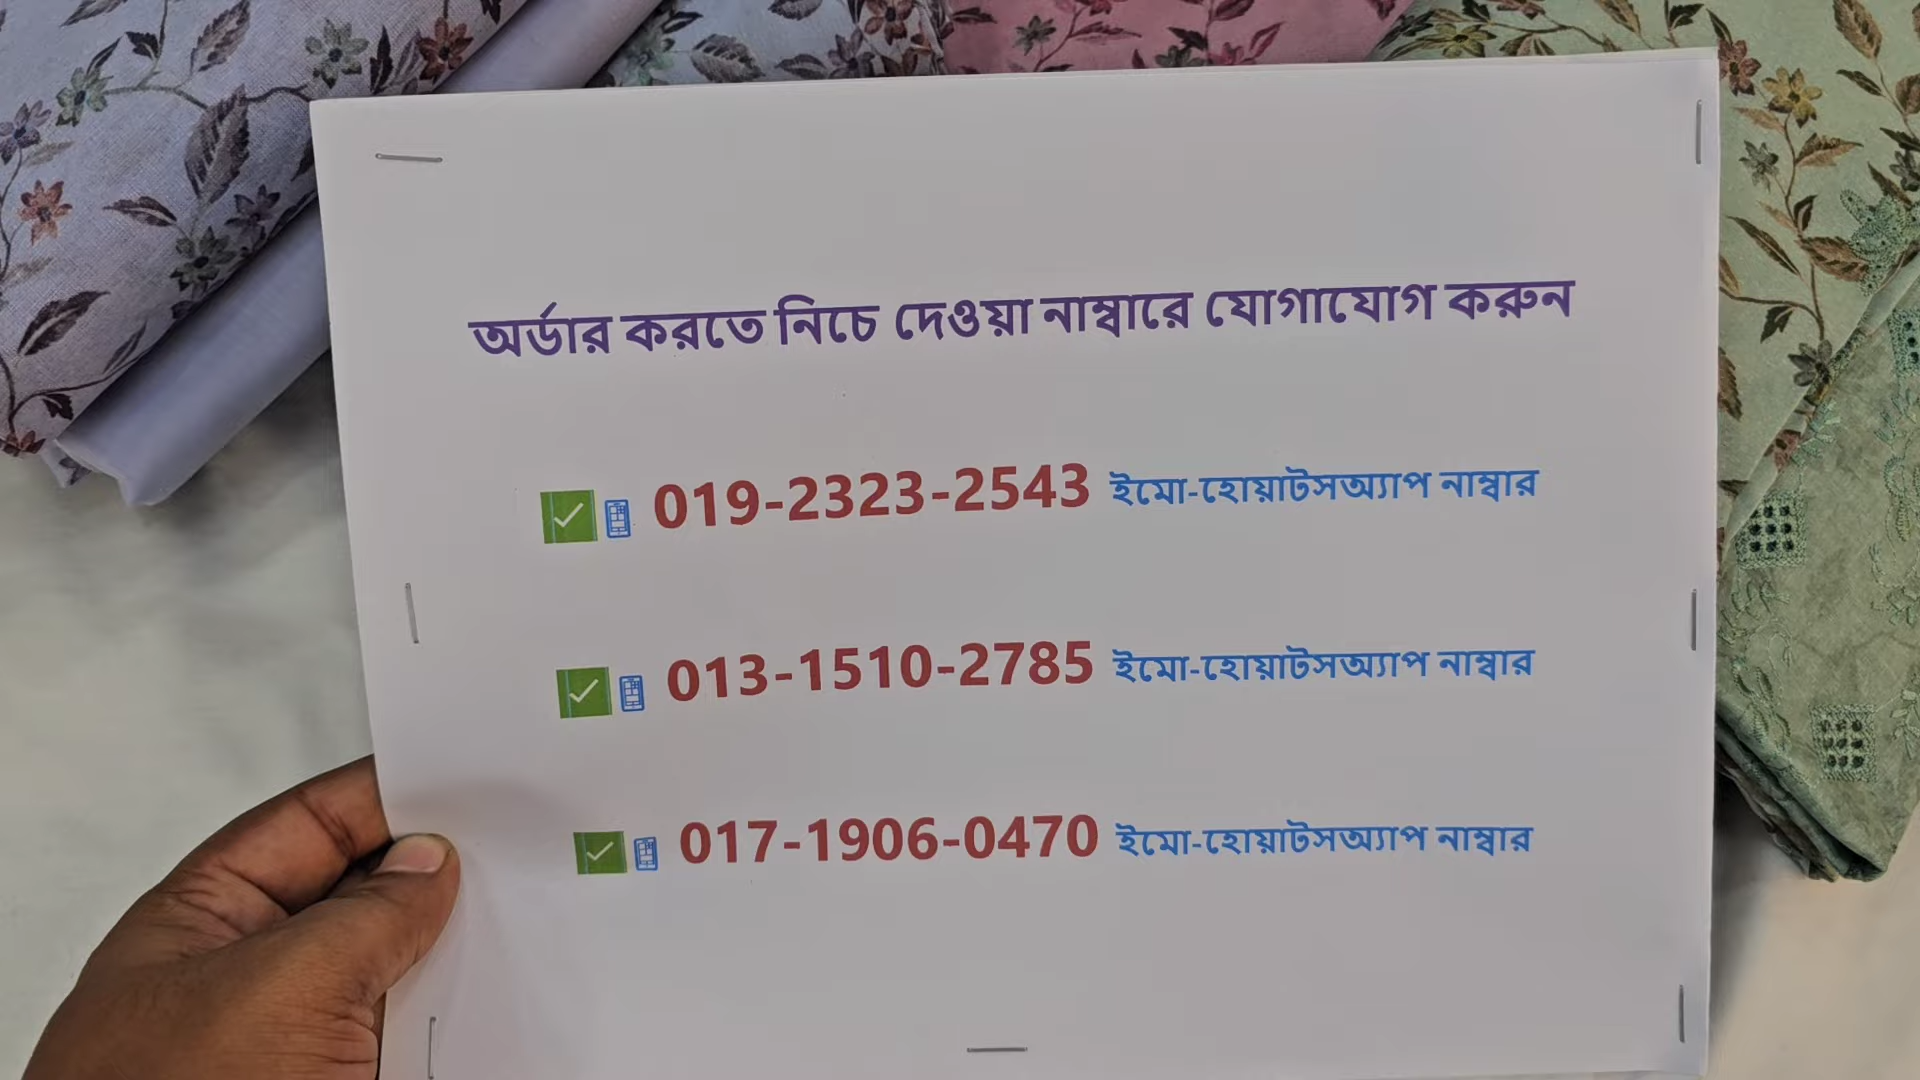 অর্ডার করতে নিচে দেওয়া নাম্বারে যোগাযোগ করুন
✅ 📱 019-2323-2543 ইমো-হোয়াটসঅ্যাপ নাম্বার
✅ 📱 013-1510-2785 ইমো-হোয়াটসঅ্যাপ নাম্বার
✅ 📱 017-1906-0470 ইমো-হোয়াটসঅ্যাপ নাম্বার